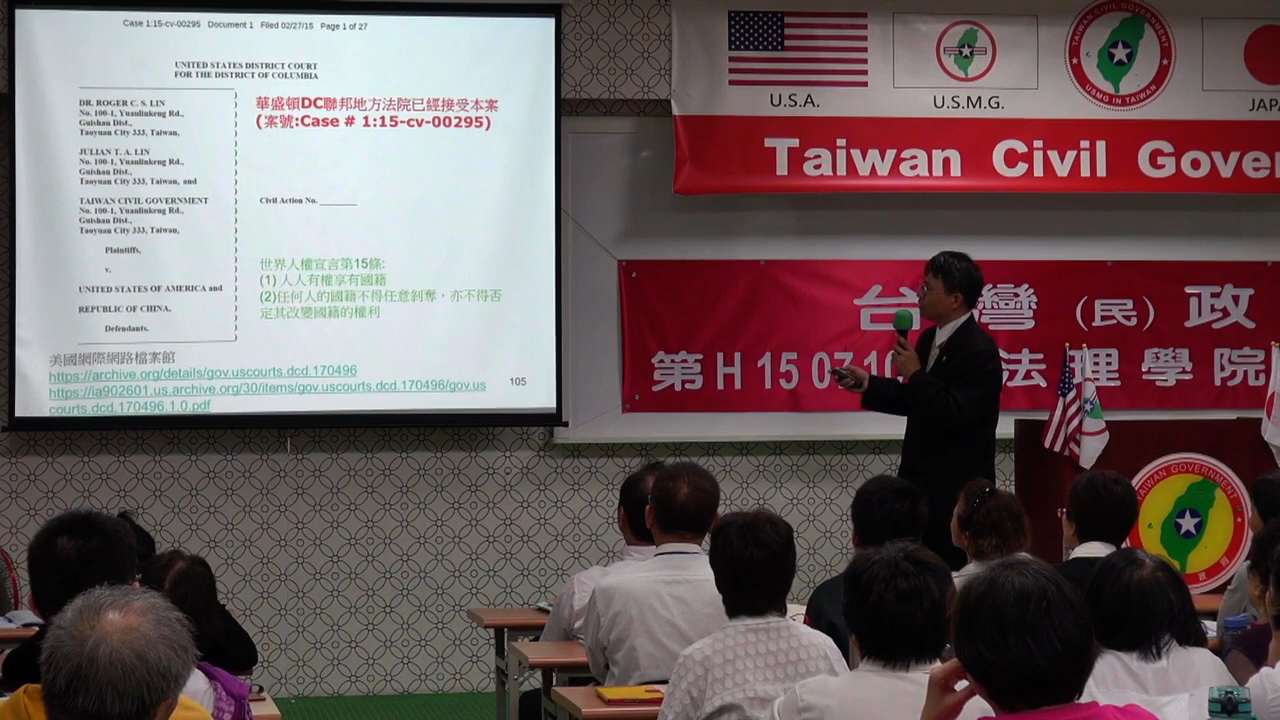 Case 1:15-cv-00295 Document 1 Filed 02/27/15 Page 1 of 27
UNITED STATES DISTRICT COURT
FOR THE DISTRICT OF COLUMBIA
DR. ROGER C. S. LIN
No. 100-1, Yuanlinkeng Rd.,
Guishan Dist.,
Taoyuan City 333, Taiwan,
JULIAN T. A. LIN
No. 100-1, Yuanlinkeng Rd.,
Guishan Dist.,
Taoyuan City 333, Taiwan, and
TAIWAN CIVIL GOVERNMENT
No. 100-1, Yuanlinkeng Rd.,
Guishan Dist.,
Taoyuan City 333, Taiwan,
Plaintiffs,
v.
UNITED STATES OF AMERICA and
REPUBLIC OF CHINA,
Defendants.
華盛頓DC聯邦地方法院已經接受本案
(案號:Case # 1:15-cv-00295)
Civil Action No. ________
世界人權宣言第15條:
(1) 人人有權享有國籍
(2)任何人的國籍不得任意剝奪，亦不得否
定其改變國籍的權利
美國網際網路檔案館
https://archive.org/details/gov.uscourts.dcd.170496
https://ia902601.us.archive.org/30/items/gov.uscourts.dcd.170496/gov.us
courts.dcd.170496.1.0.pdf
105
U.S.A.
U.S.M.G.
TAIWAN CIVIL GOVERNMENT
USMG IN TAIWAN
JAP
Taiwan Civil Gover
台灣(民)政
第H 15 07 10 法理學院
TAIWAN GOVERNMENT